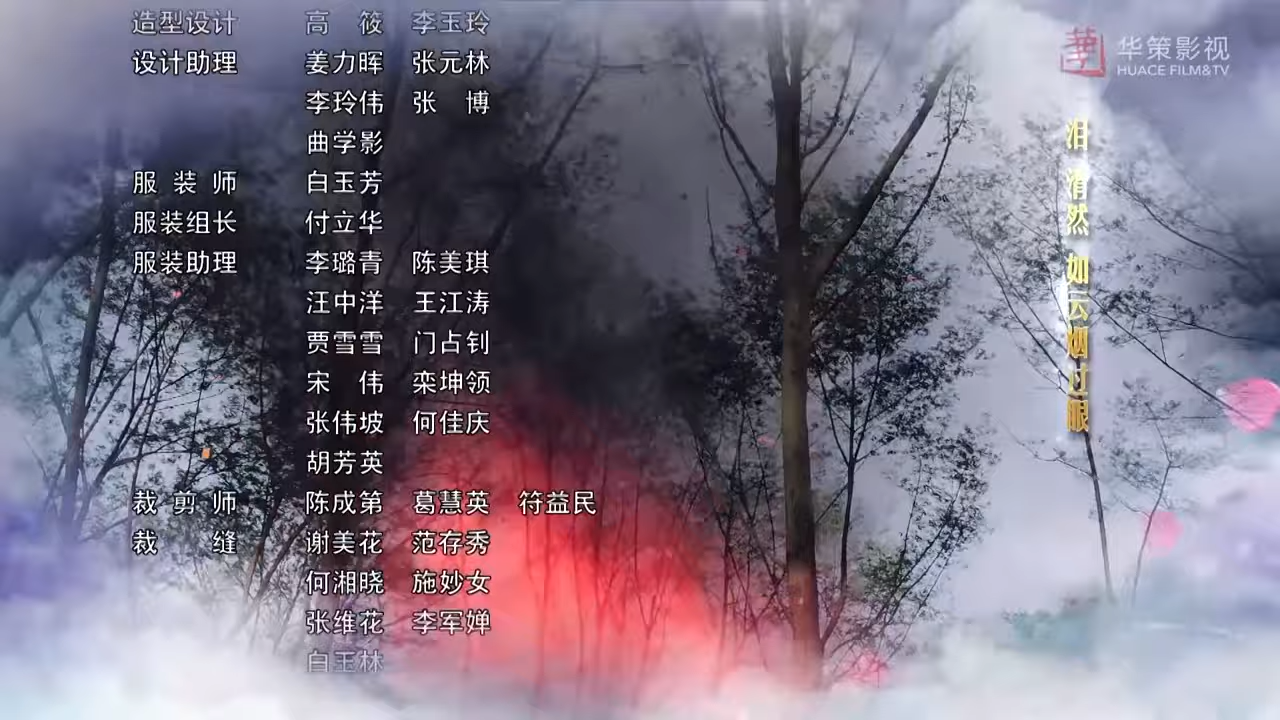 造型设计 高 筱 李玉玲
设计助理 姜力晖 张元林
李玲伟 张 博
曲学影
服装师 白玉芳
服装组长 付立华
服装助理 李璐青 陈美琪
汪中洋 王江涛
贾雪雪 门占钊
宋 伟 栾坤领
张伟坡 何佳庆
胡芳英
裁剪师 陈成第 葛慧英 符益民
裁 缝 谢美花 范存秀
何湘晓 施妙女
张维花 李军婵
白玉林
华策影视
HUACE FILM&TV
泪 潸然 如云烟过眼